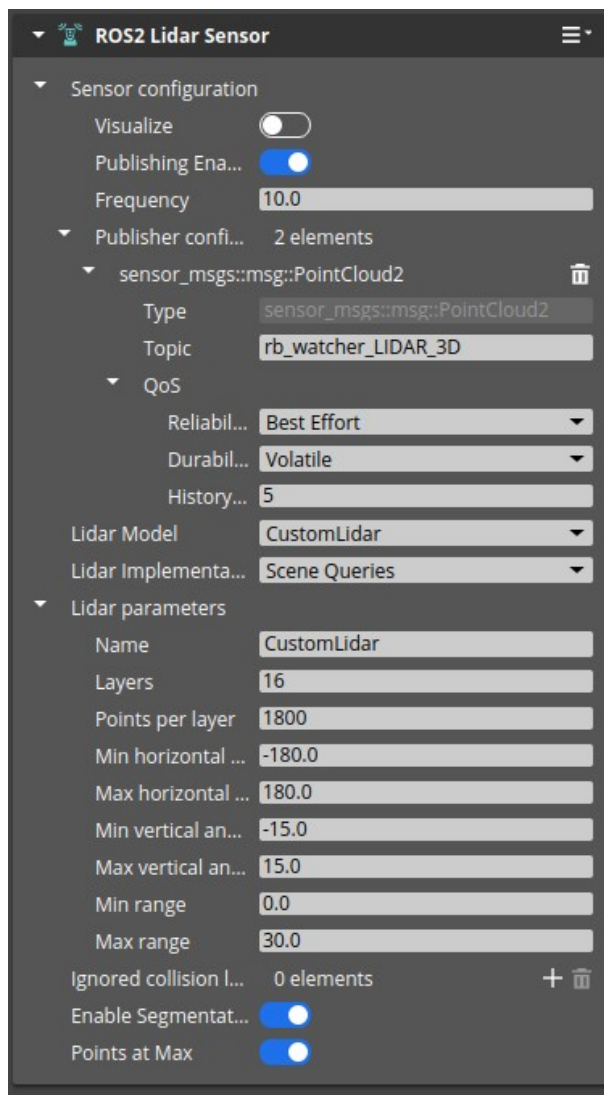 ROS2 Lidar Sensor
Sensor configuration
Visualize
Publishing Ena...
Frequency 10.0
Publisher confi... 2 elements
sensor_msgs::msg::PointCloud2
Type sensor_msgs::msg::PointCloud2
Topic rb_watcher_LIDAR_3D
QoS
Reliabil... Best Effort
Durabil... Volatile
History... 5
Lidar Model CustomLidar
Lidar Implementa... Scene Queries
Lidar parameters
Name CustomLidar
Layers 16
Points per layer 1800
Min horizontal ... -180.0
Max horizontal ... 180.0
Min vertical an... -15.0
Max vertical an... 15.0
Min range 0.0
Max range 30.0
Ignored collision l... 0 elements
Enable Segmentat...
Points at Max